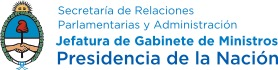 Secretaría de Relaciones
Parlamentarias y Administración
Jefatura de Gabinete de Ministros
Presidencia de la Nación